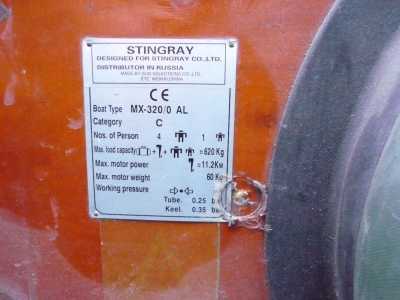 STINGRAY
DESIGNED FOR STINGRAY CO.,LTD.
DISTRIBUTOR IN RUSSIA
CE
Boat Type MX-320/0 AL
Category C
Nos. of Person 4 1
Max. load capacity( )+ + =620 Kg
Max. motor power =11.2Kw
Max. motor weight 60 Kg
Working pressure
Tube. 0.25 ba
Keel. 0.35 ba